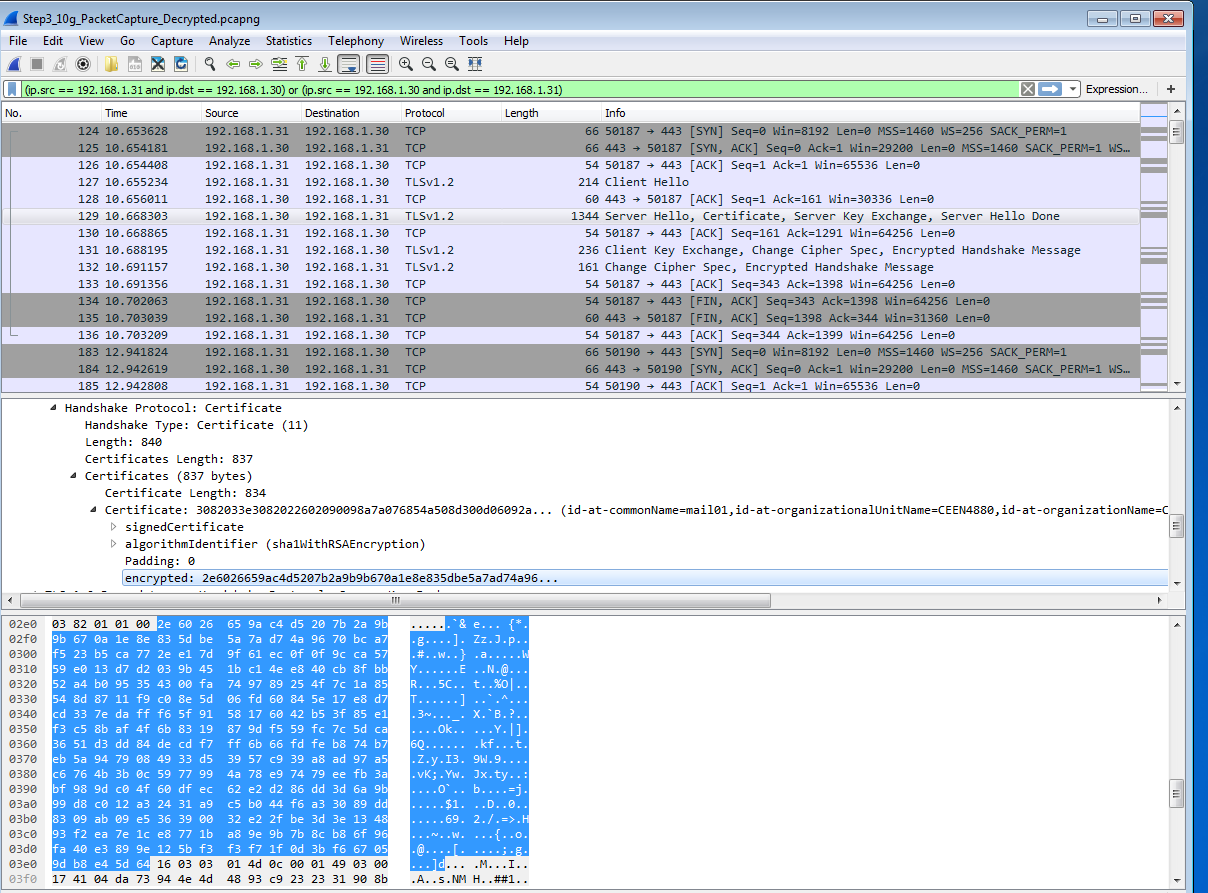 Step3_10g_PacketCapture_Decrypted.pcapng
File Edit View Go Capture Analyze Statistics Telephony Wireless Tools Help
(ip.src == 192.168.1.31 and ip.dst == 192.168.1.30) or (ip.src == 192.168.1.30 and ip.dst == 192.168.1.31) Expression... +
No. Time Source Destination Protocol Length Info
124 10.653628 192.168.1.31 192.168.1.30 TCP 66 50187 → 443 [SYN] Seq=0 Win=8192 Len=0 MSS=1460 WS=256 SACK_PERM=1
125 10.654181 192.168.1.30 192.168.1.31 TCP 66 443 → 50187 [SYN, ACK] Seq=0 Ack=1 Win=29200 Len=0 MSS=1460 SACK_PERM=1 WS…
126 10.654408 192.168.1.31 192.168.1.30 TCP 54 50187 → 443 [ACK] Seq=1 Ack=1 Win=65536 Len=0
127 10.655234 192.168.1.31 192.168.1.30 TLSv1.2 214 Client Hello
128 10.656011 192.168.1.30 192.168.1.31 TCP 60 443 → 50187 [ACK] Seq=1 Ack=161 Win=30336 Len=0
129 10.668303 192.168.1.30 192.168.1.31 TLSv1.2 1344 Server Hello, Certificate, Server Key Exchange, Server Hello Done
130 10.668865 192.168.1.31 192.168.1.30 TCP 54 50187 → 443 [ACK] Seq=161 Ack=1291 Win=64256 Len=0
131 10.688195 192.168.1.31 192.168.1.30 TLSv1.2 236 Client Key Exchange, Change Cipher Spec, Encrypted Handshake Message
132 10.691157 192.168.1.30 192.168.1.31 TLSv1.2 161 Change Cipher Spec, Encrypted Handshake Message
133 10.691356 192.168.1.31 192.168.1.30 TCP 54 50187 → 443 [ACK] Seq=343 Ack=1398 Win=64256 Len=0
134 10.702063 192.168.1.31 192.168.1.30 TCP 54 50187 → 443 [FIN, ACK] Seq=343 Ack=1398 Win=64256 Len=0
135 10.703039 192.168.1.30 192.168.1.31 TCP 60 443 → 50187 [FIN, ACK] Seq=1398 Ack=344 Win=31360 Len=0
136 10.703209 192.168.1.31 192.168.1.30 TCP 54 50187 → 443 [ACK] Seq=344 Ack=1399 Win=64256 Len=0
183 12.941824 192.168.1.31 192.168.1.30 TCP 66 50190 → 443 [SYN] Seq=0 Win=8192 Len=0 MSS=1460 WS=256 SACK_PERM=1
184 12.942619 192.168.1.30 192.168.1.31 TCP 66 443 → 50190 [SYN, ACK] Seq=0 Ack=1 Win=29200 Len=0 MSS=1460 SACK_PERM=1 WS…
185 12.942808 192.168.1.31 192.168.1.30 TCP 54 50190 → 443 [ACK] Seq=1 Ack=1 Win=65536 Len=0
Handshake Protocol: Certificate
Handshake Type: Certificate (11)
Length: 840
Certificates Length: 837
Certificates (837 bytes)
Certificate Length: 834
Certificate: 3082033e3082022602090098a7a076854a508d300d06092a... (id-at-commonName=mail01,id-at-organizationalUnitName=CEEN4880,id-at-organizationName=C
signedCertificate
algorithmIdentifier (sha1WithRSAEncryption)
Padding: 0
encrypted: 2e6026659ac4d5207b2a9b9b670a1e8e835dbe5a7ad74a96...
02e0 03 82 01 01 00 2e 60 26 65 9a c4 d5 20 7b 2a 9b ......`& e... {*.
02f0 9b 67 0a 1e 8e 83 5d be 5a 7a d7 4a 96 70 bc a7 .g....]. Zz.J.p..
0300 f5 23 b5 ca 77 2e e1 7d 9f 61 ec 0f 0f 9c ca 57 .#..w..} .a.....W
0310 59 e0 13 d7 d2 03 9b 45 1b c1 4e e8 40 cb 8f bb Y......E ..N.@...
0320 52 a4 b0 95 35 43 00 fa 74 97 89 25 4f 7c 1a 85 R...5C.. t..%O|..
0330 54 8d 87 11 f9 c0 8e 5d 06 fd 60 84 5e 17 e8 d7 T......] ..`.^...
0340 cd 33 7e da ff f6 5f 91 58 17 60 42 b5 3f 85 e1 .3~..._. X.`B.?..
0350 f3 c5 8b af 4f 6b 83 19 87 9d f5 59 fc 7c 5d ca ....Ok.. ...Y.|].
0360 36 51 d3 dd 84 de cd f7 ff 6b 66 fd fe b8 74 b7 6Q...... .kf...t.
0370 eb 5a 94 79 08 49 33 d5 39 57 c9 39 a8 ad 97 a5 .Z.y.I3. 9W.9....
0380 c6 76 4b 3b 0c 59 77 99 4a 78 e9 74 79 ee fb 3a .vK;.Yw. Jx.ty..:
0390 bf 98 9d c0 4f 60 df ec 62 e2 d2 86 dd 3d 6a 9b ....O`.. b....=j.
03a0 99 d8 c0 12 a3 24 31 a9 c5 b0 44 f6 a3 30 89 dd .....$1. ..D..0..
03b0 83 09 ab 09 e5 36 39 00 32 e2 2f be 3d 3e 13 48 .....69. 2./.=>.H
03c0 93 f2 ea 7e 1c e8 77 1b a8 9e 9b 7b 8c b8 6f 96 ...~..w. ...{..o.
03d0 fa 40 e3 89 9e 12 5b f3 f3 f7 1f 0d 3b f6 67 05 .@....[. ....;.g.
03e0 9d b8 e4 5d 64 16 03 03 01 4d 0c 00 01 49 03 00 ...]d... .M...I..
03f0 17 41 04 da 73 94 4e 4d 48 93 c9 23 23 31 90 8b .A..s.NM H..##1..